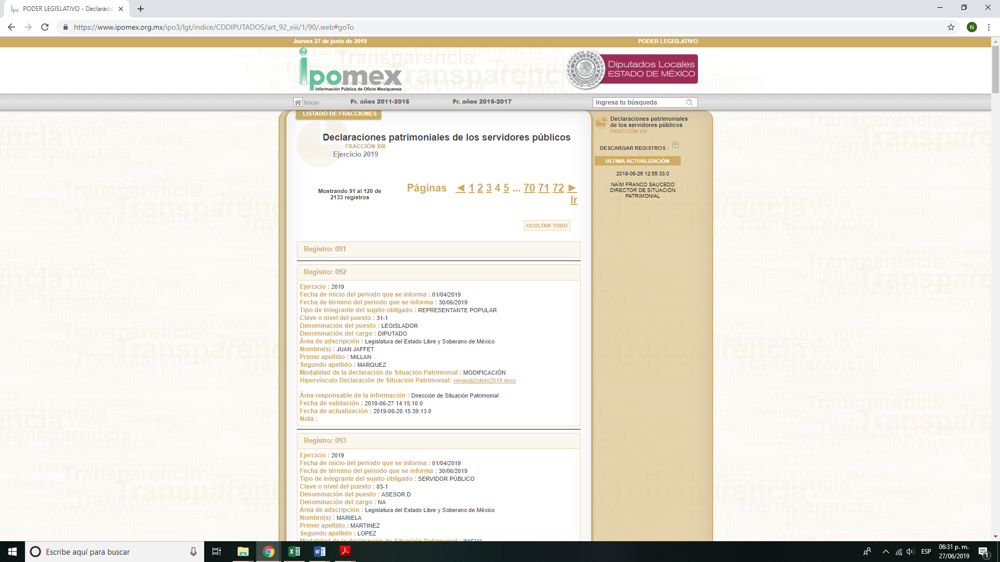 PODER LEGISLATIVO - Declaracio
https://www.ipomex.org.mx/ipo3/lgt/indice/CDDIPUTADOS/art_92_xiii/1/90/.web#goTo
N
Jueves 27 de junio de 2019
PODER LEGISLATIVO
ipomex
Información Pública de Oficio Mexiquense
Diputados Locales
ESTADO DE MÉXICO
Inicio
Fr. años 2011-2015
Fr. años 2015-2017
Ingresa tu búsqueda
LISTADO DE FRACCIONES
Declaraciones patrimoniales de los servidores públicos
FRACCIÓN XIII
Ejercicio 2019
Mostrando 91 al 120 de
2133 registros
Páginas ◄ 1 2 3 4 5 ... 70 71 72 ►
Ir
OCULTAR TODO
Registro: 091
Registro: 092
Ejercicio : 2019
Fecha de inicio del periodo que se informa : 01/04/2019
Fecha de término del periodo que se informa : 30/06/2019
Tipo de integrante del sujeto obligado : REPRESENTANTE POPULAR
Clave o nivel del puesto : 31-1
Denominación del puesto : LEGISLADOR
Denominación del cargo : DIPUTADO
Área de adscripción : Legislatura del Estado Libre y Soberano de México
Nombre(s) : JUAN JAFFET
Primer apellido : MILLAN
Segundo apellido : MARQUEZ
Modalidad de la declaración de Situación Patrimonial : MODIFICACIÓN
Hipervínculo Declaración de Situación Patrimonial: verspub2otrim2019.docx
Área responsable de la información : Dirección de Situación Patrimonial
Fecha de validación : 2019-06-27 14:15:10.0
Fecha de actualización : 2019-06-20 15:39:13.0
Nota :
Registro: 093
Ejercicio : 2019
Fecha de inicio del periodo que se informa : 01/04/2019
Fecha de término del periodo que se informa : 30/06/2019
Tipo de integrante del sujeto obligado : SERVIDOR PÚBLICO
Clave o nivel del puesto : 03-1
Denominación del puesto : ASESOR D
Denominación del cargo : NA
Área de adscripción : Legislatura del Estado Libre y Soberano de México
Nombre(s) : MARIELA
Primer apellido : MARTINEZ
Segundo apellido : LOPEZ
Modalidad de la declaración de Situación Patrimonial : INICIAL
Declaraciones patrimoniales
de los servidores públicos
FRACCIÓN XIII
DESCARGAR REGISTROS :
ULTIMA ACTUALIZACIÓN
2019-06-26 12:55:33.0
NAÍM FRANCO SAUCEDO
DIRECTOR DE SITUACIÓN
PATRIMONIAL
Escribe aquí para buscar
ESP
06:31 p. m.
27/06/2019
1